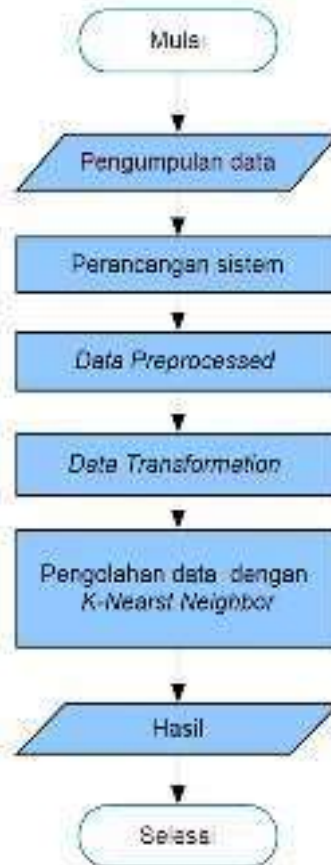 Mulai
Pengumpulan data
Perancangan sistem
Data Preprocessed
Data Transformation
Pengolahan data dengan
K-Nearst Neighbor
Hasil
Selesai